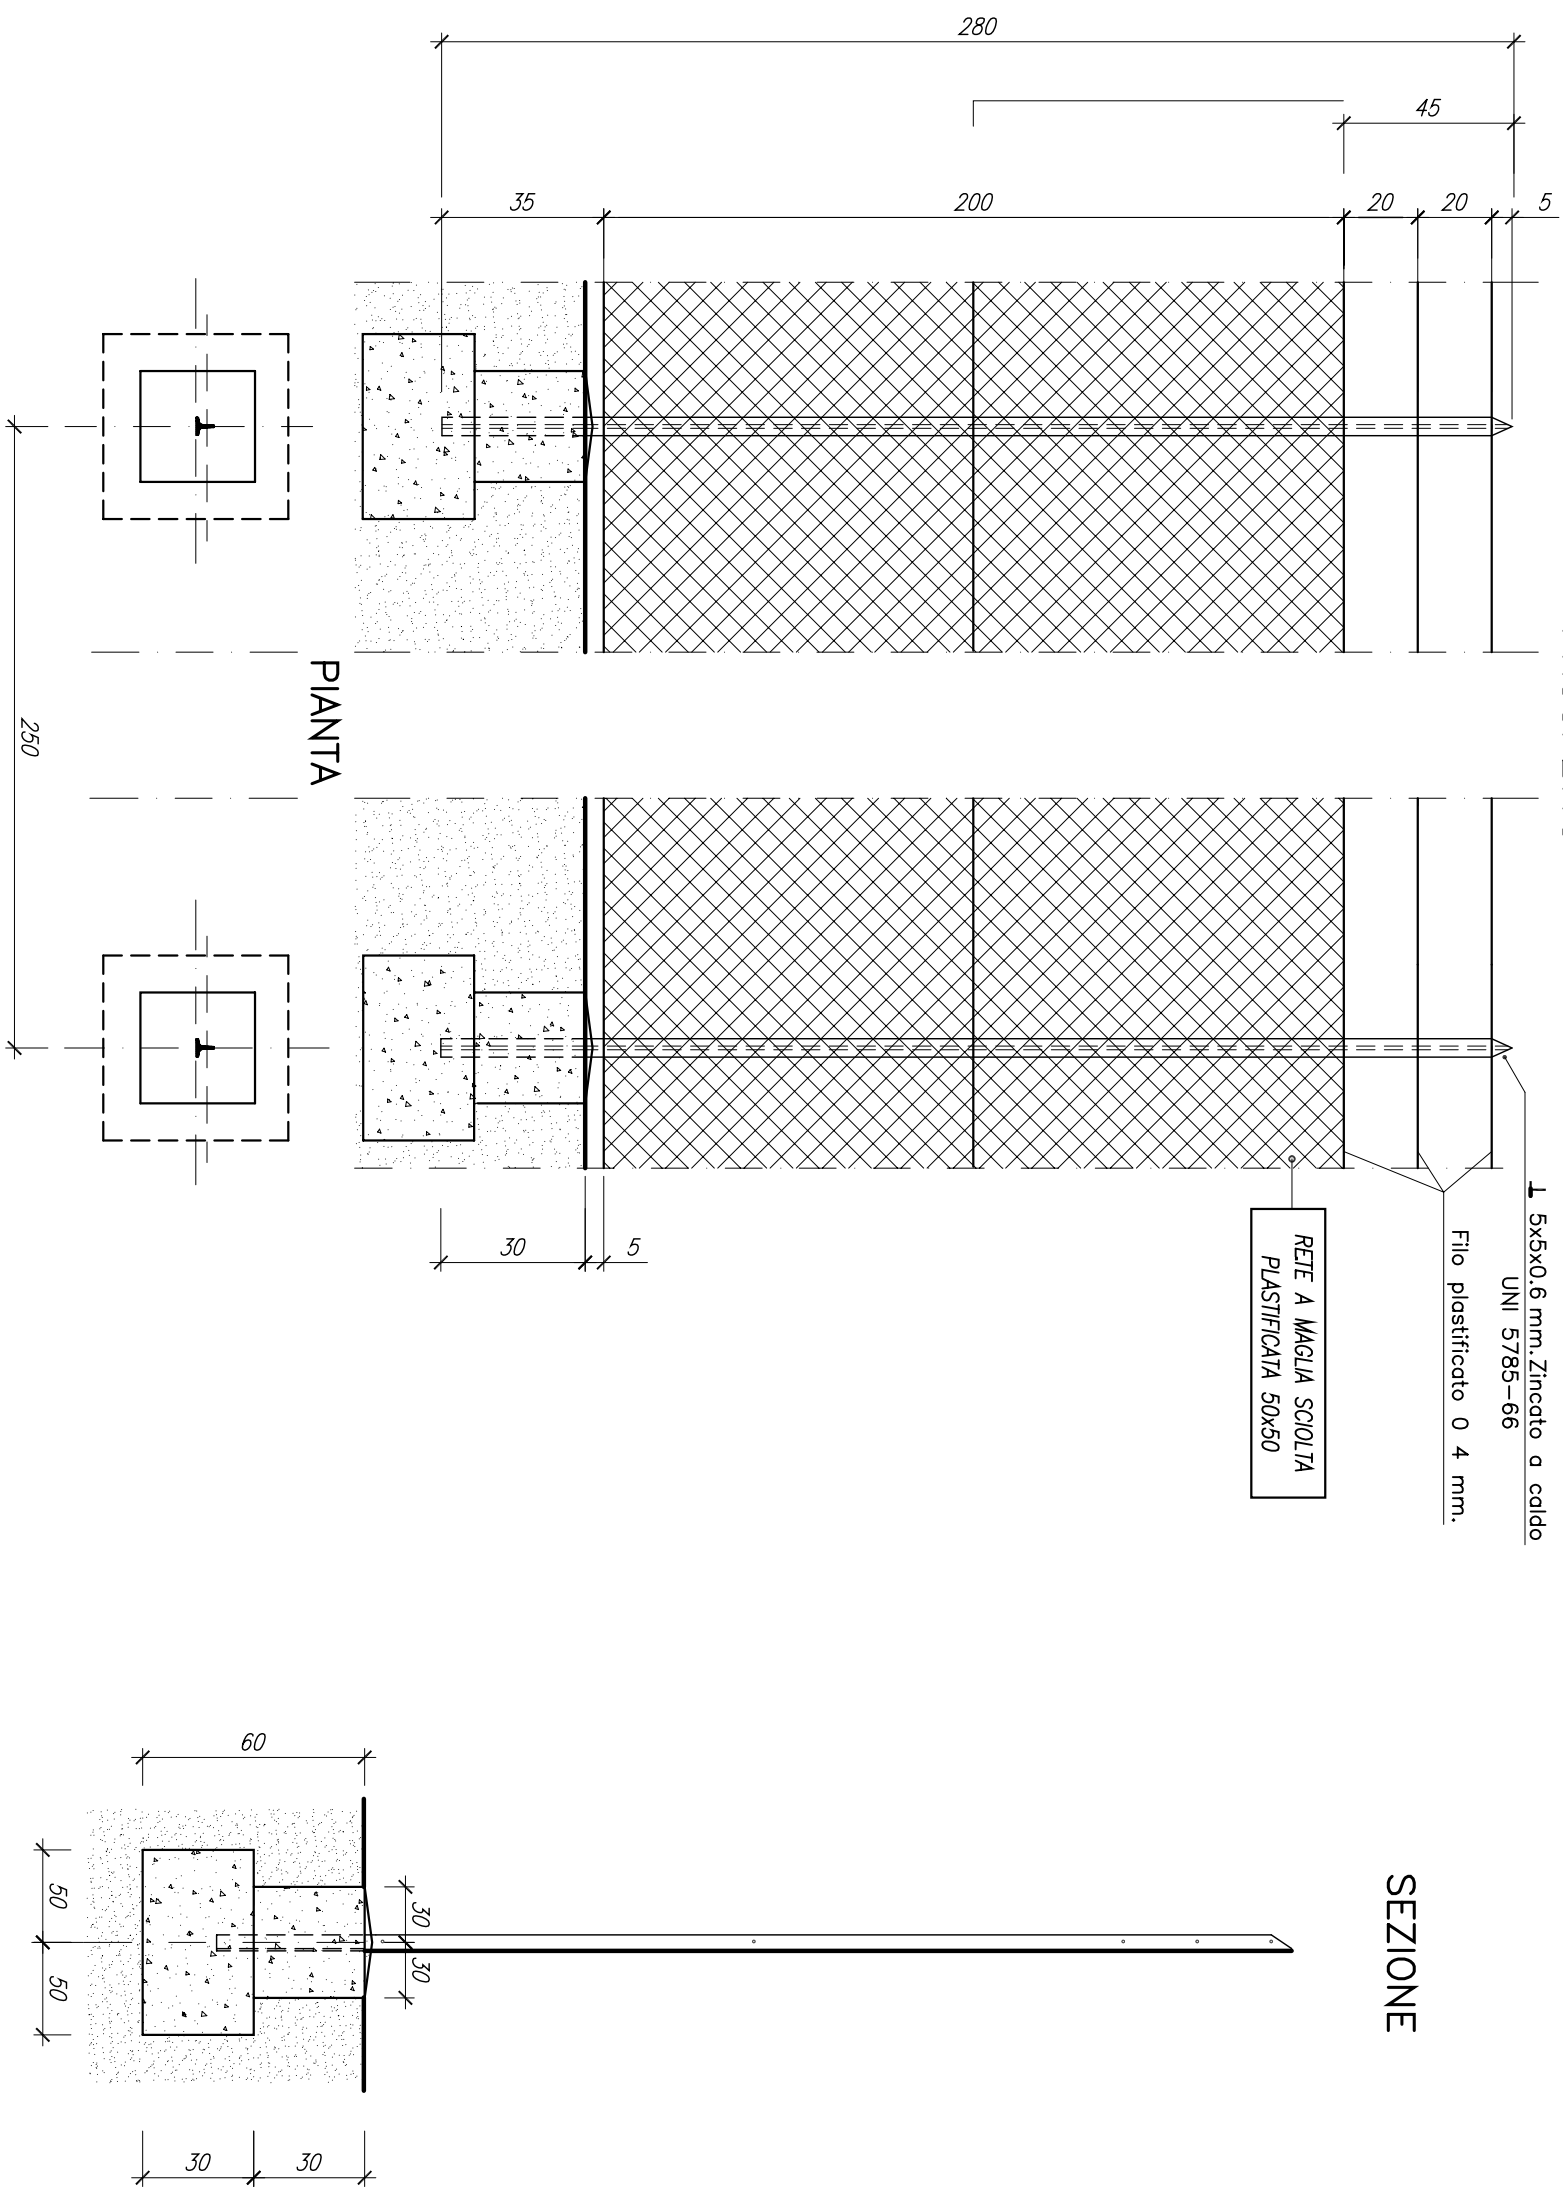 280
45
35
200
20
20
5
PIANTA
250
30
5
⊥ 5x5x0.6 mm. Zincato a caldo
UNI 5785-66
Filo plastificato 0 4 mm.
RETE A MAGLIA SCIOLTA
PLASTIFICATA 50x50
SEZIONE
60
50
50
30
30
30
30